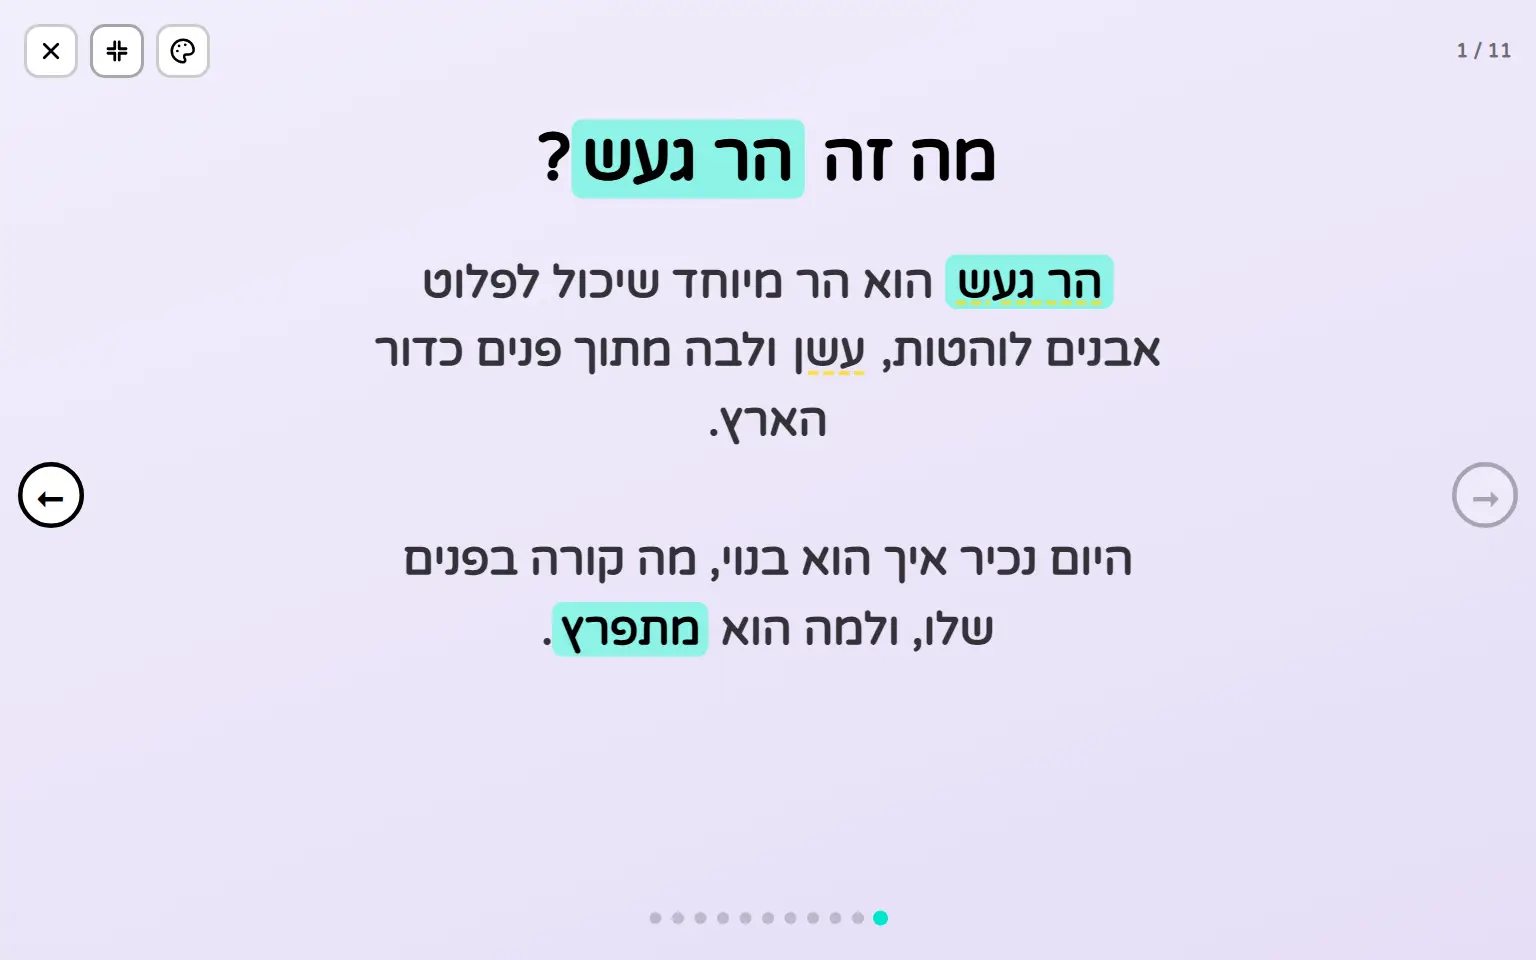 1 / 11
מה זה הר געש?
הר געש הוא הר מיוחד שיכול לפלוט
אבנים לוהטות, עשן ולבה מתוך פנים כדור
הארץ.
היום נכיר איך הוא בנוי, מה קורה בפנים
שלו, ולמה הוא מתפרץ.